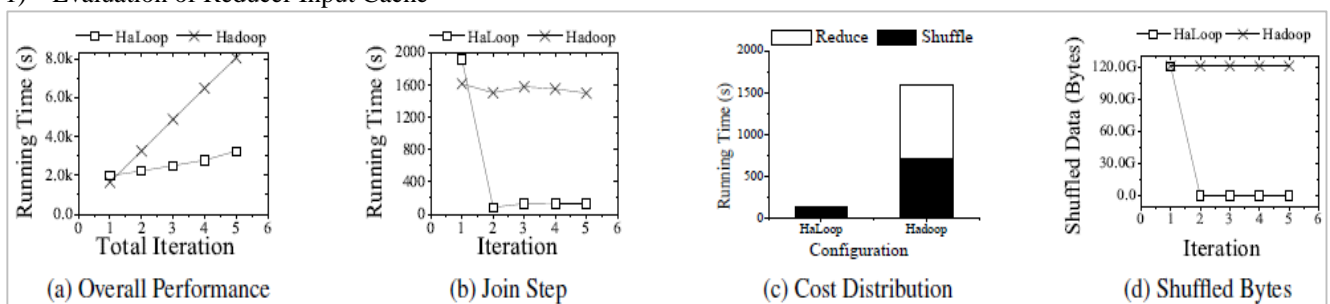 1) Evaluation of Reducer Input Cache
HaLoop Hadoop
8.0k
6.0k
4.0k
2.0k
0.0
0 1 2 3 4 5 6
Running Time (s)
Total Iteration
(a) Overall Performance
HaLoop Hadoop
2000
1600
1200
800
400
0
0 1 2 3 4 5 6
Running Time (s)
Iteration
(b) Join Step
Reduce Shuffle
2000
1500
1000
500
0
Running Time (s)
HaLoop Hadoop
Configuration
(c) Cost Distribution
HaLoop Hadoop
120.0G
90.0G
60.0G
30.0G
0.0
0 1 2 3 4 5 6
Shuffled Data (Bytes)
Iteration
(d) Shuffled Bytes